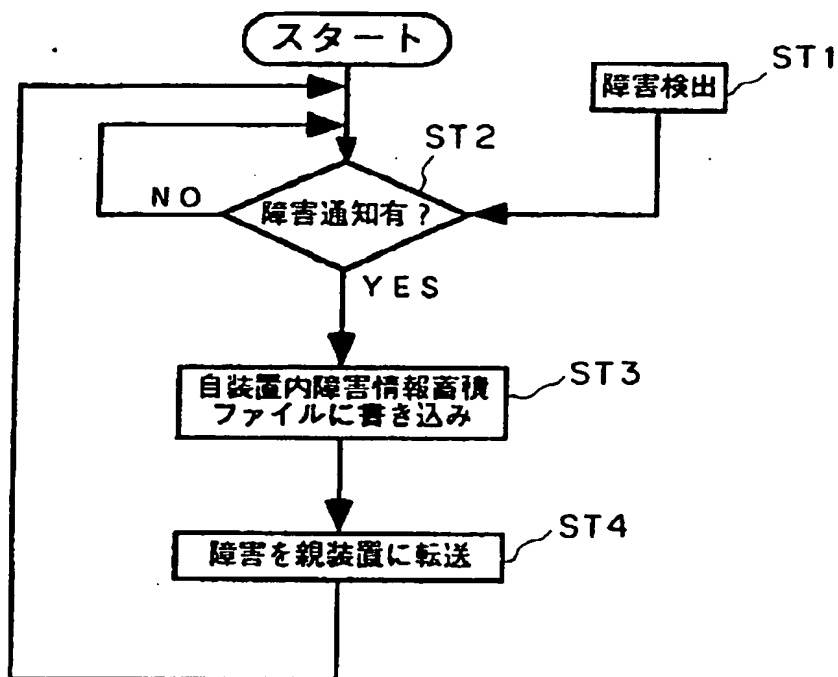 スタート
ST1
障害検出
ST2
NO
障害通知有?
YES
ST3
自装置内障害情報蓄積
ファイルに書き込み
ST4
障害を親装置に転送